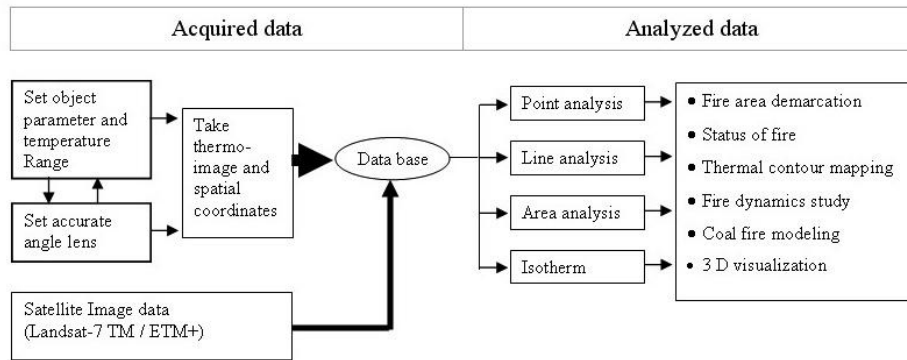 Acquired data
Analyzed data
Set object
parameter and
temperature
Range
Set accurate
angle lens
Take
thermo-
image and
spatial
coordinates
Satellite Image data
(Landsat-7 TM / ETM+)
Data base
Point analysis
Line analysis
Area analysis
Isotherm
• Fire area demarcation
• Status of fire
• Thermal contour mapping
• Fire dynamics study
• Coal fire modeling
• 3 D visualization